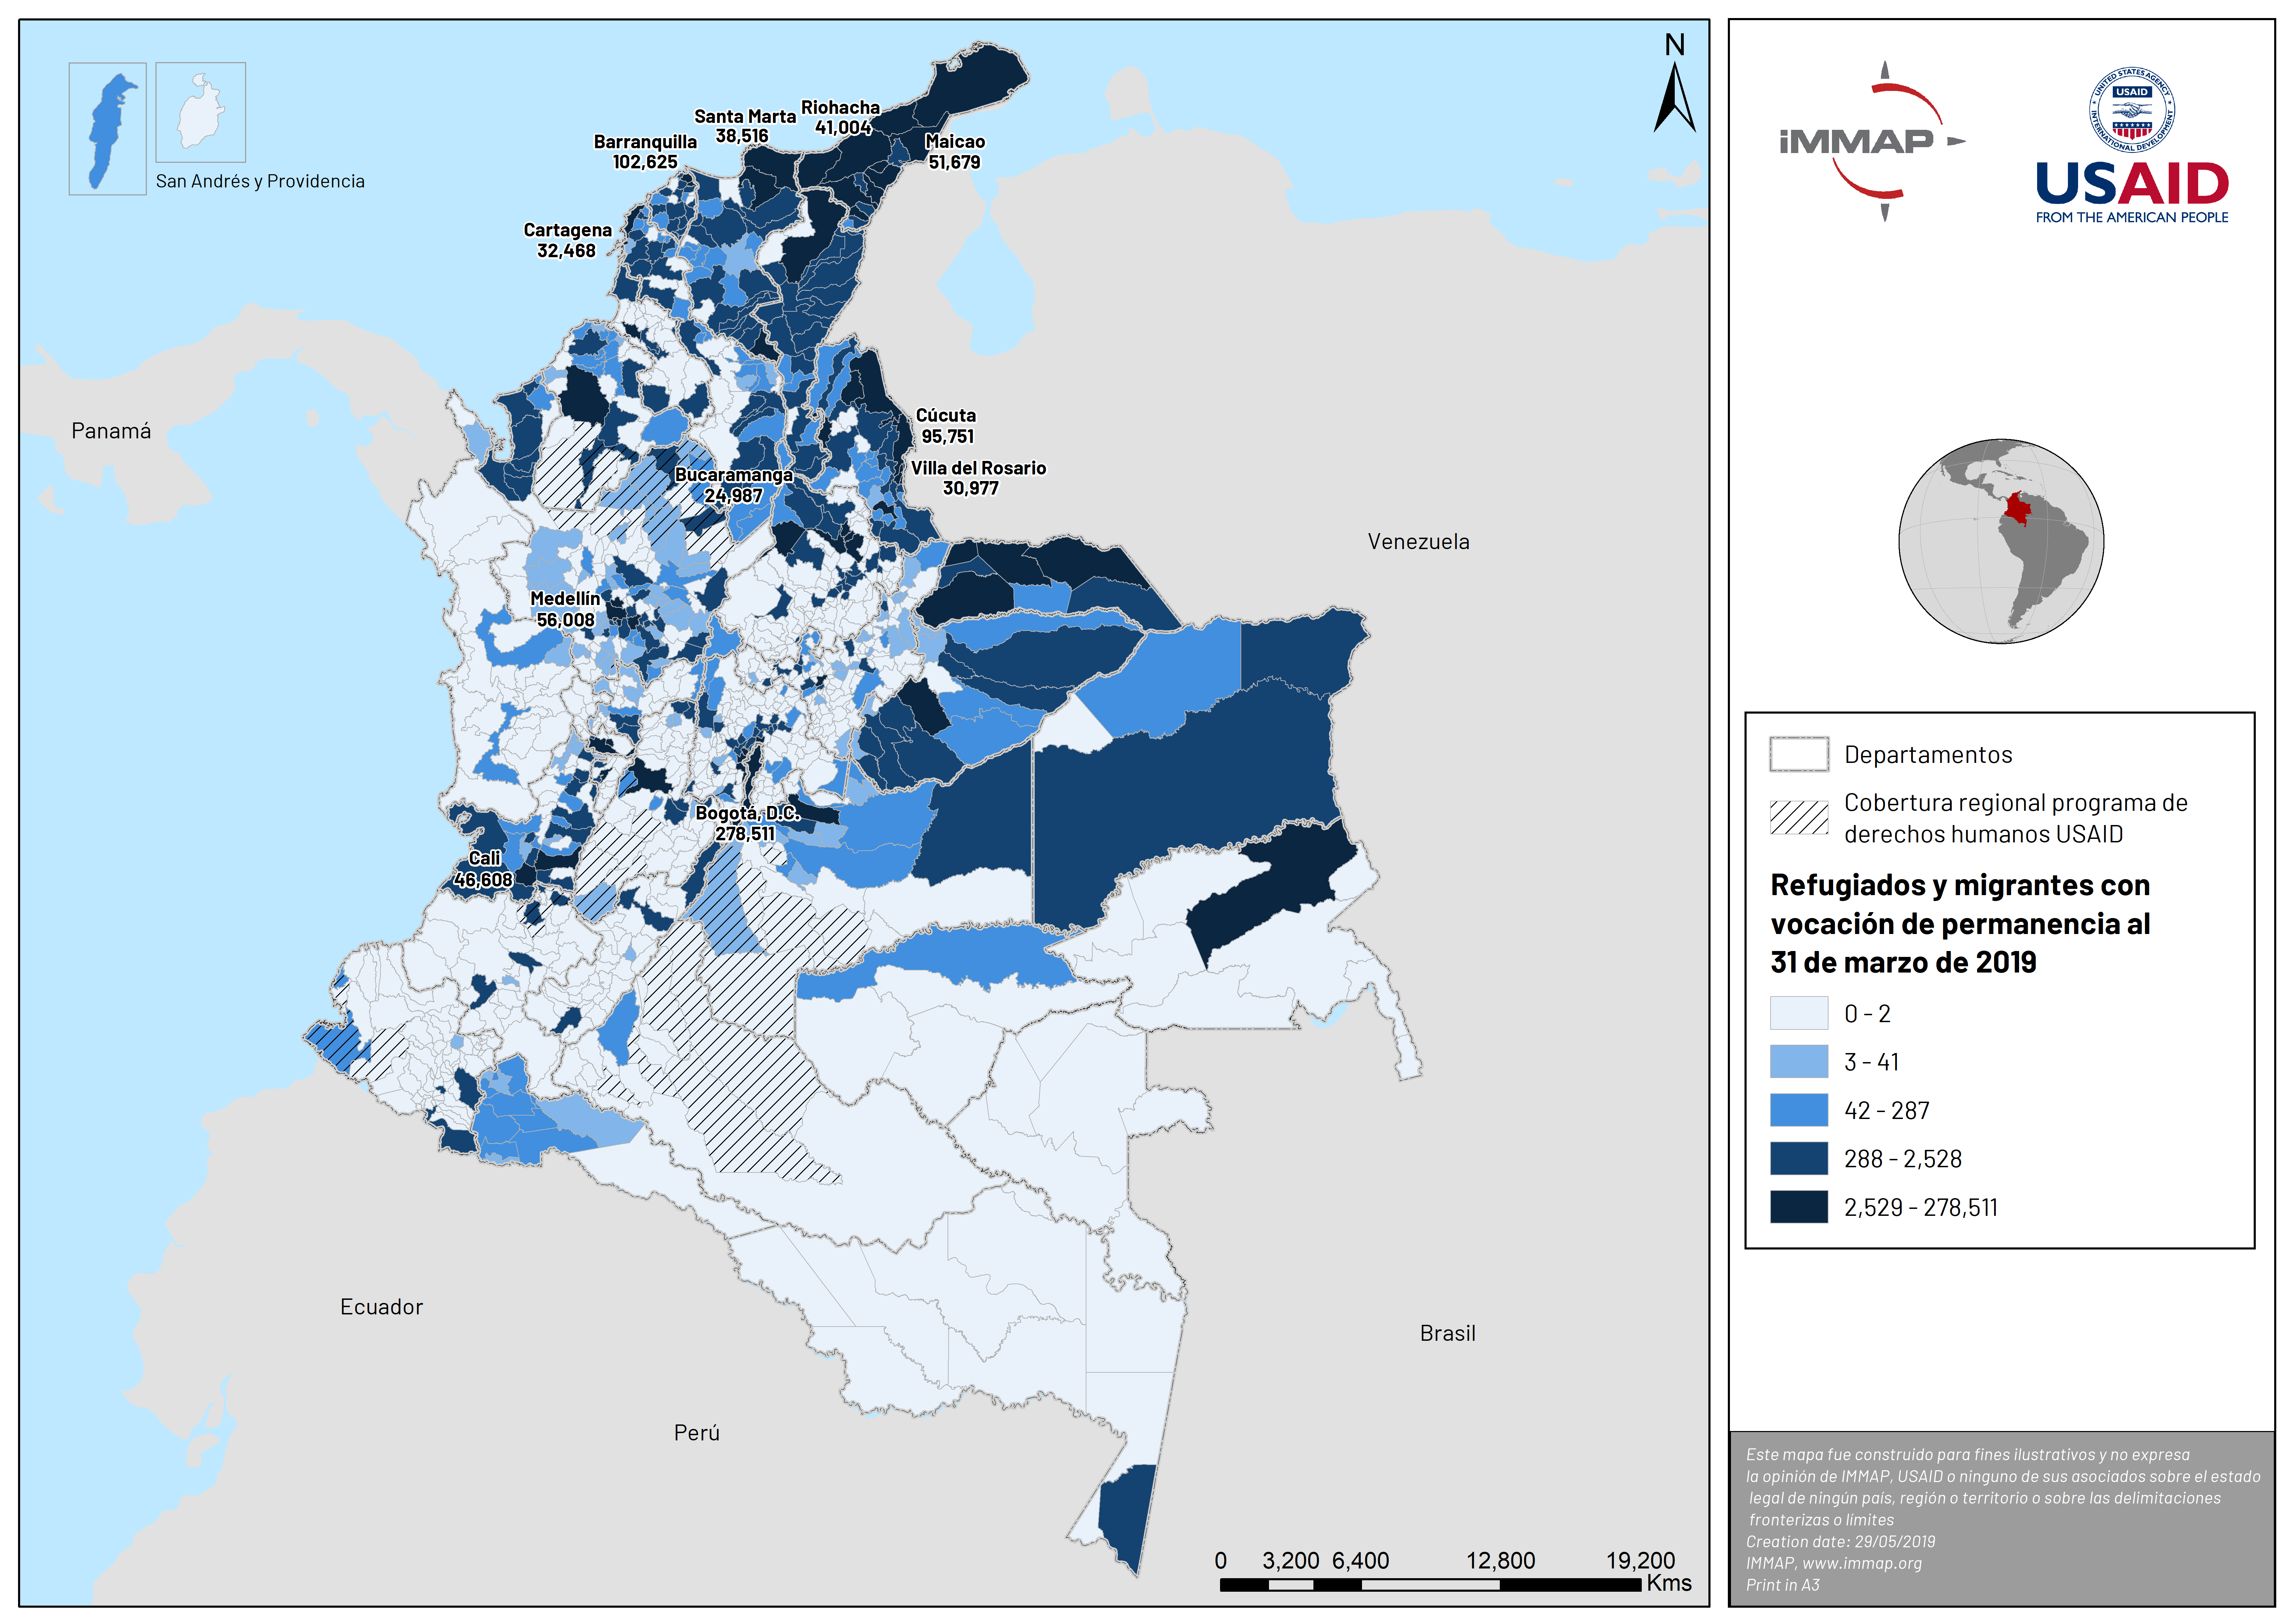 N
San Andrés y Providencia
Santa Marta
38,516
Riohacha
41,004
Barranquilla
102,625
Maicao
51,679
Cartagena
32,468
Panamá
Cúcuta
95,751
Villa del Rosario
30,977
Bucaramanga
24,987
Venezuela
Medellín
56,008
Bogotá, D.C.
278,511
Cali
46,608
Ecuador
Brasil
Perú
0 3,200 6,400 12,800 19,200
Kms
iMMAP
UNITED STATES AGENCY
USAID
INTERNATIONAL DEVELOPMENT
USAID
FROM THE AMERICAN PEOPLE
Departamentos
Cobertura regional programa de
derechos humanos USAID
Refugiados y migrantes con
vocación de permanencia al
31 de marzo de 2019
0 - 2
3 - 41
42 - 287
288 - 2,528
2,529 - 278,511
Este mapa fue construido para fines ilustrativos y no expresa
la opinión de IMMAP, USAID o ninguno de sus asociados sobre el estado
legal de ningún país, región o territorio o sobre las delimitaciones
fronterizas o límites
Creation date: 29/05/2019
IMMAP, www.immap.org
Print in A3